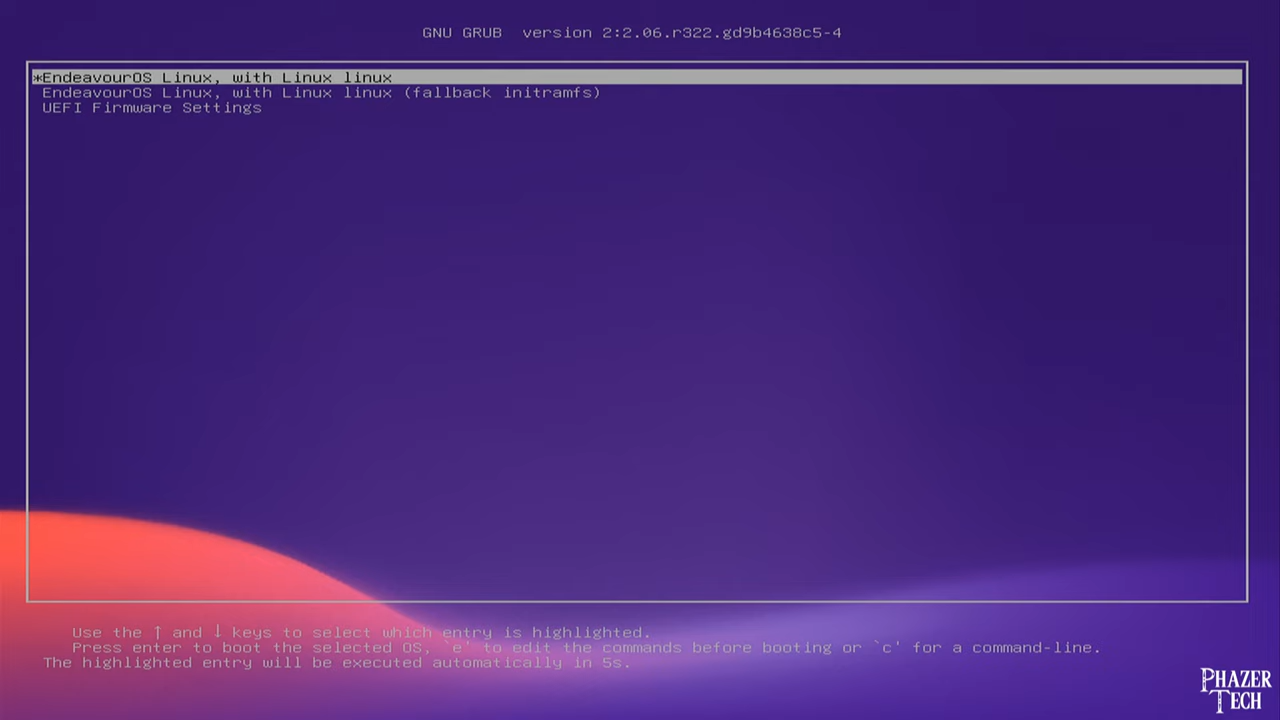 GNU GRUB  version 2:2.06.r322.gd9b4638c5-4
*EndeavourOS Linux, with Linux linux
EndeavourOS Linux, with Linux linux (fallback initramfs)
UEFI Firmware Settings
Use the ↑ and ↓ keys to select which entry is highlighted.
Press enter to boot the selected OS, `e' to edit the commands before booting or `c' for a command-line.
The highlighted entry will be executed automatically in 5s.
PHAZER
TECH